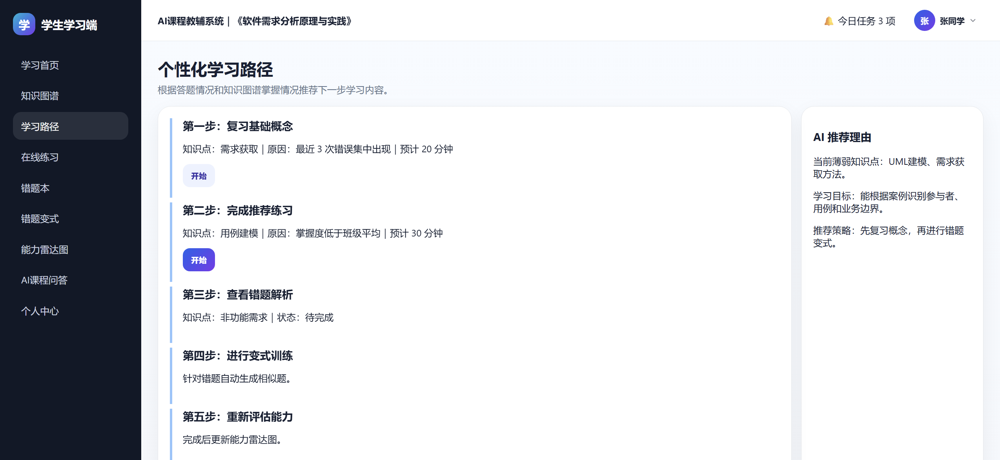 学 学生学习端
学习首页
知识图谱
学习路径
在线练习
错题本
错题变式
能力雷达图
AI课程问答
个人中心
AI课程教辅系统｜《软件需求分析原理与实践》
今日任务 3 项
张 张同学
个性化学习路径
根据答题情况和知识图谱掌握情况推荐下一步学习内容。
第一步：复习基础概念
知识点：需求获取｜原因：最近 3 次错误集中出现｜预计 20 分钟
开始
第二步：完成推荐练习
知识点：用例建模｜原因：掌握度低于班级平均｜预计 30 分钟
开始
第三步：查看错题解析
知识点：非功能需求｜状态：待完成
第四步：进行变式训练
针对错题自动生成相似题。
第五步：重新评估能力
完成后更新能力雷达图。
AI 推荐理由
当前薄弱知识点：UML建模、需求获
取方法。
学习目标：能根据案例识别参与者、
用例和业务边界。
推荐策略：先复习概念，再进行错题
变式。